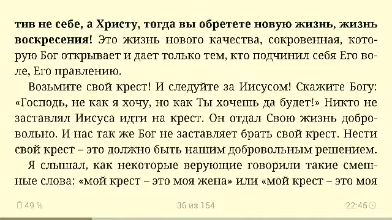 тив не себе, а Христу, тогда вы обретете новую жизнь, жизнь
воскресения! Это жизнь нового качества, сокровенная, кото-
рую Бог открывает и дает только тем, кто подчинил себя Его во-
ле, Его правлению.
Возьмите свой крест! И следуйте за Иисусом! Скажите Богу:
«Господь, не как я хочу, но как Ты хочешь да будет!» Никто не
заставлял Иисуса идти на крест. Он отдал Свою жизнь добро-
вольно. И нас так же Бог не заставляет брать свой крест. Нести
свой крест – это должно быть нашим добровольным решением.
Я слышал, как некоторые верующие говорили такие смеш-
ные слова: «мой крест – это моя жена» или «мой крест – это моя
49 % 36 из 154 22:46